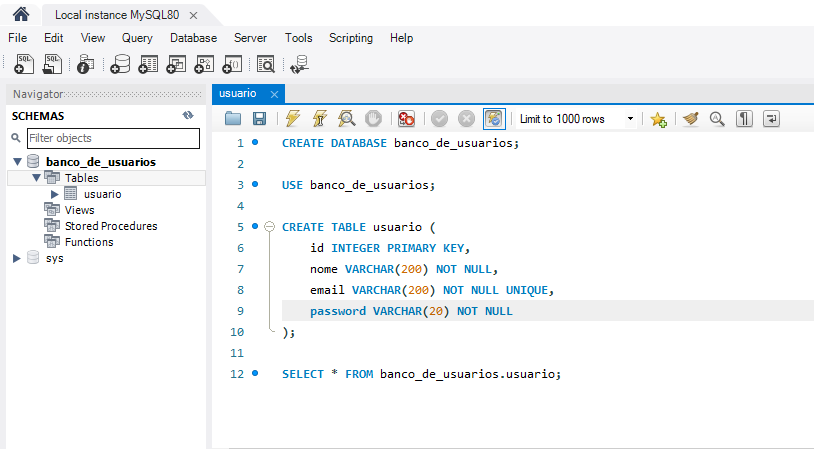 Local instance MySQL80
File Edit View Query Database Server Tools Scripting Help
Navigator
SCHEMAS
Filter objects
banco_de_usuarios
Tables
usuario
Views
Stored Procedures
Functions
sys
usuario
Limit to 1000 rows
1 CREATE DATABASE banco_de_usuarios;
2
3 USE banco_de_usuarios;
4
5 CREATE TABLE usuario (
6 id INTEGER PRIMARY KEY,
7 nome VARCHAR(200) NOT NULL,
8 email VARCHAR(200) NOT NULL UNIQUE,
9 password VARCHAR(20) NOT NULL
10 );
11
12 SELECT * FROM banco_de_usuarios.usuario;